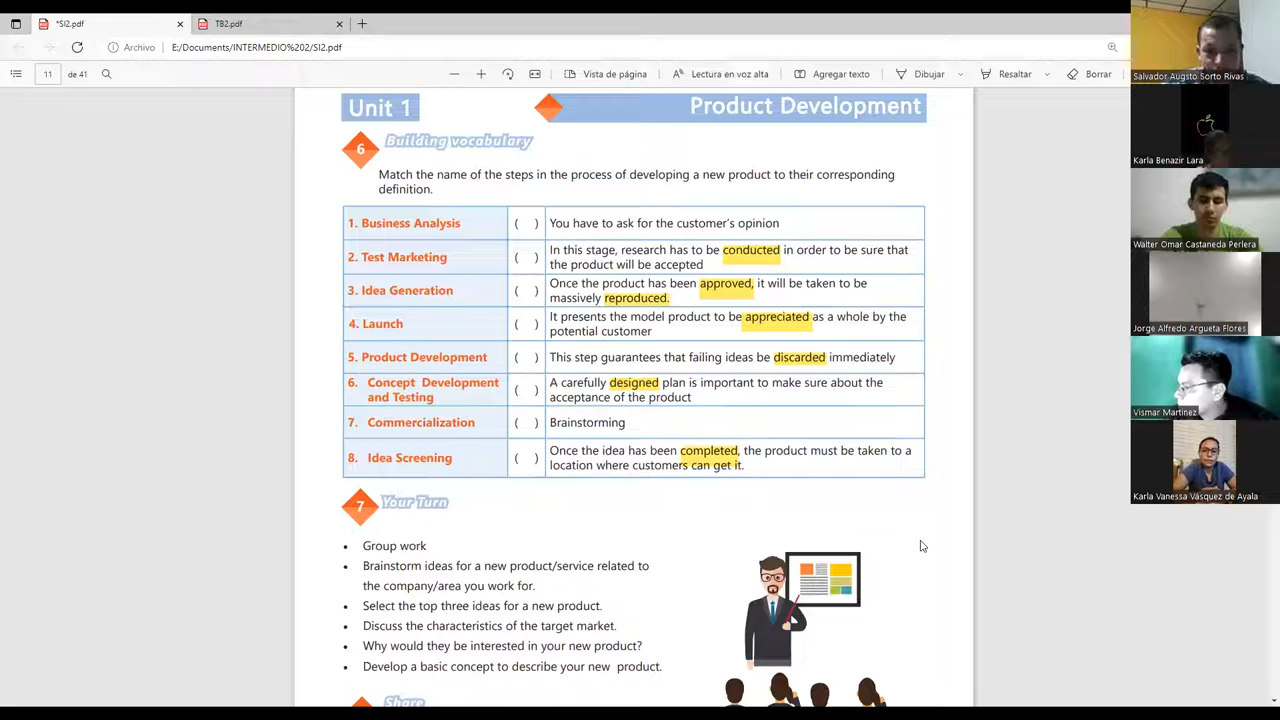 *SI2.pdf
TB2.pdf
Archivo
E:/Documents/INTERMEDIO%202/SI2.pdf
11
de 41
Vista de página
Lectura en voz alta
Agregar texto
Dibujar
Resaltar
Borrar
Unit 1
Product Development
6
Building vocabulary
Match the name of the steps in the process of developing a new product to their corresponding
definition.
1. Business Analysis ( ) You have to ask for the customer's opinion
2. Test Marketing ( ) In this stage, research has to be conducted in order to be sure that
the product will be accepted
3. Idea Generation ( ) Once the product has been approved, it will be taken to be
massively reproduced.
4. Launch ( ) It presents the model product to be appreciated as a whole by the
potential customer
5. Product Development ( ) This step guarantees that failing ideas be discarded immediately
6. Concept Development
and Testing
( ) A carefully designed plan is important to make sure about the
acceptance of the product
7. Commercialization ( ) Brainstorming
8. Idea Screening ( ) Once the idea has been completed, the product must be taken to a
location where customers can get it.
7
Your Turn
• Group work
• Brainstorm ideas for a new product/service related to
the company/area you work for.
• Select the top three ideas for a new product.
• Discuss the characteristics of the target market.
• Why would they be interested in your new product?
• Develop a basic concept to describe your new product.
Share
Salvador Augsto Sorto Rivas
Karla Benazir Lara
Walter Omar Castaneda Perlera
Jorge Alfredo Argueta Flores
Vismar Martinez
Karla Vanessa Vásquez de Ayala